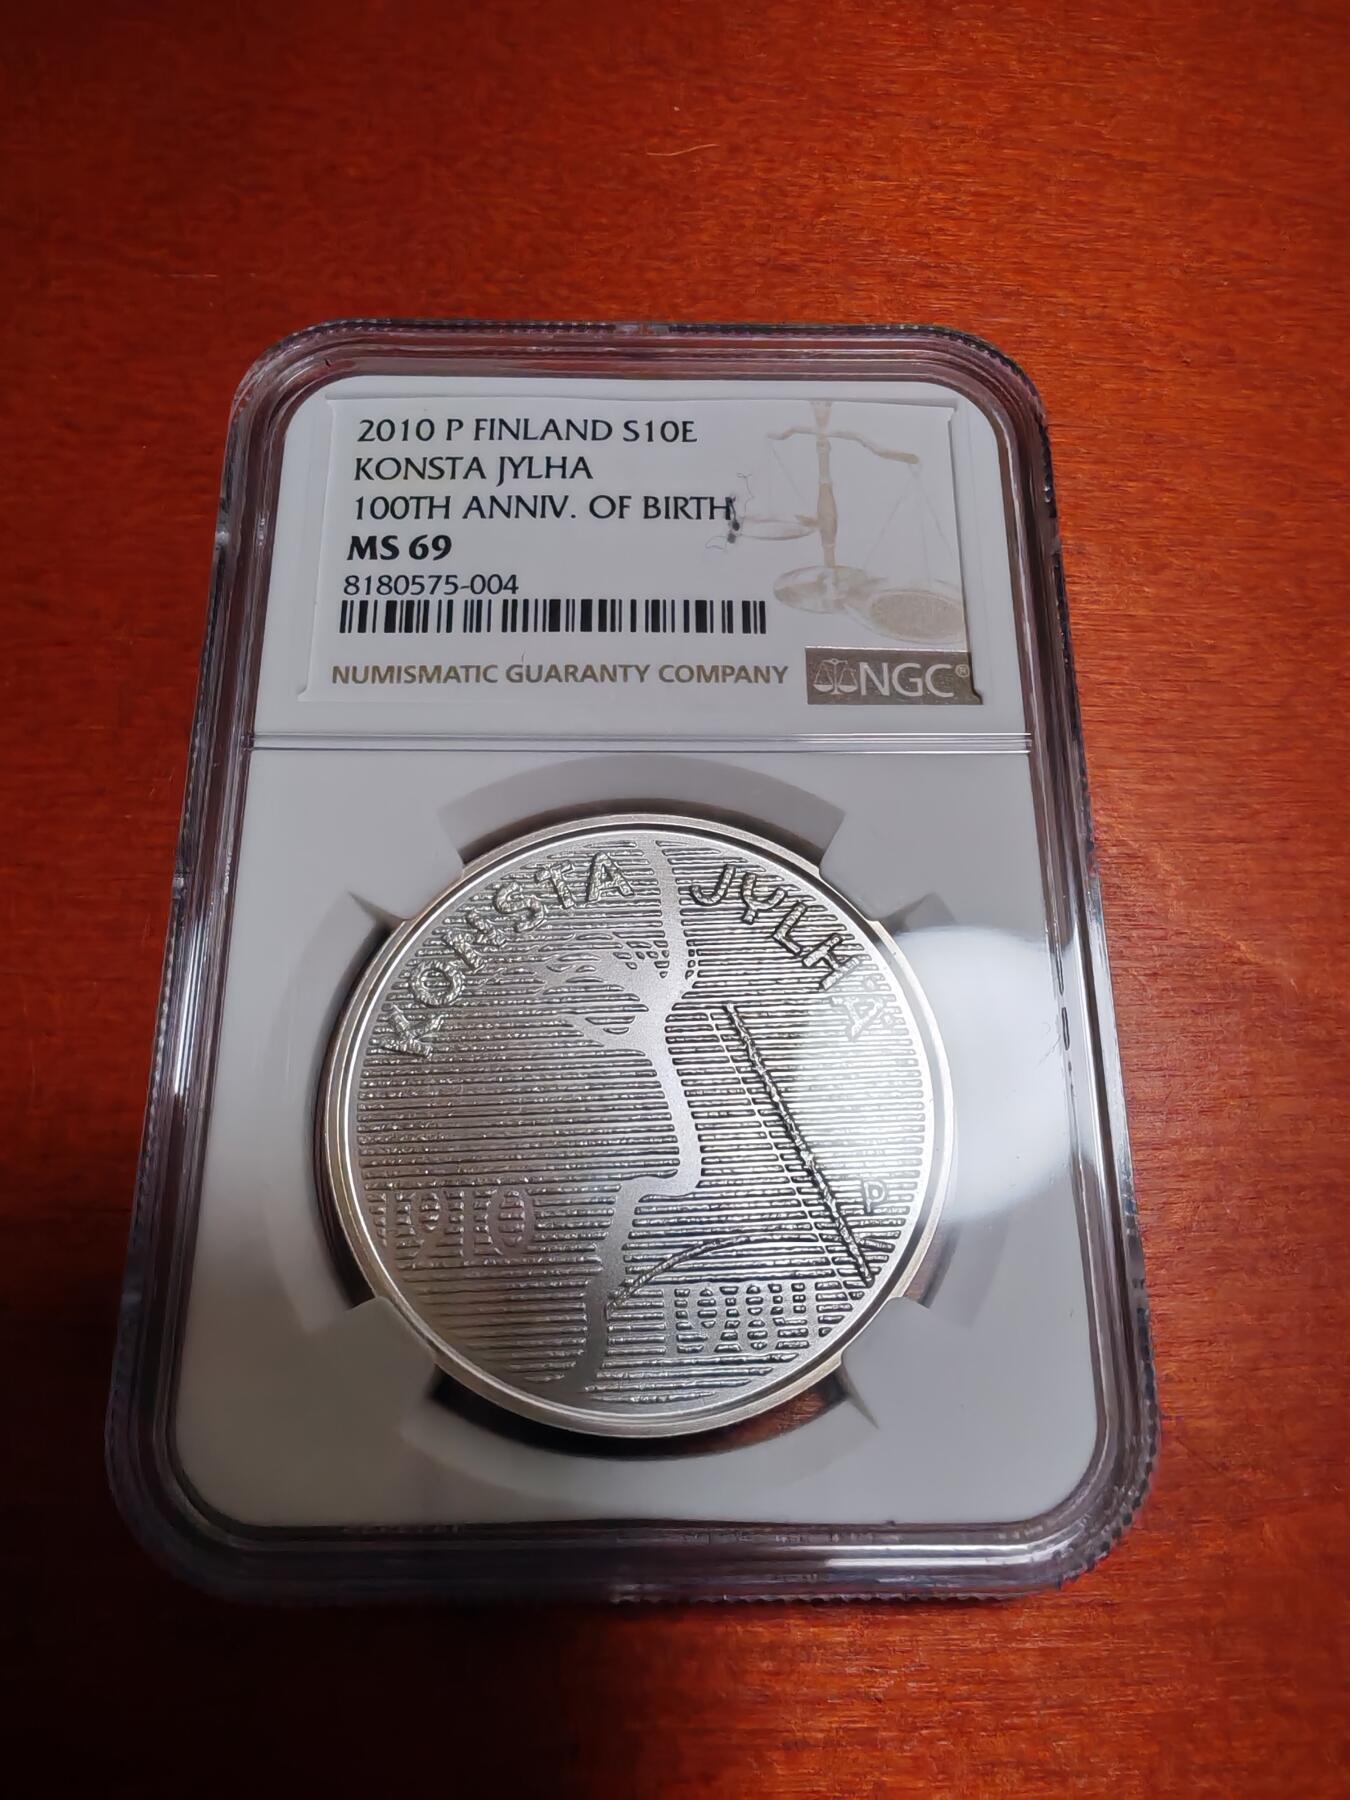 2010 P FINLAND S10E
KONSTA JYLHA
100TH ANNIV. OF BIRTH
MS 69
8180575-004
NUMISMATIC GUARANTY COMPANY
NGC®
KONSTA JYLHÄ
P
1910
1984